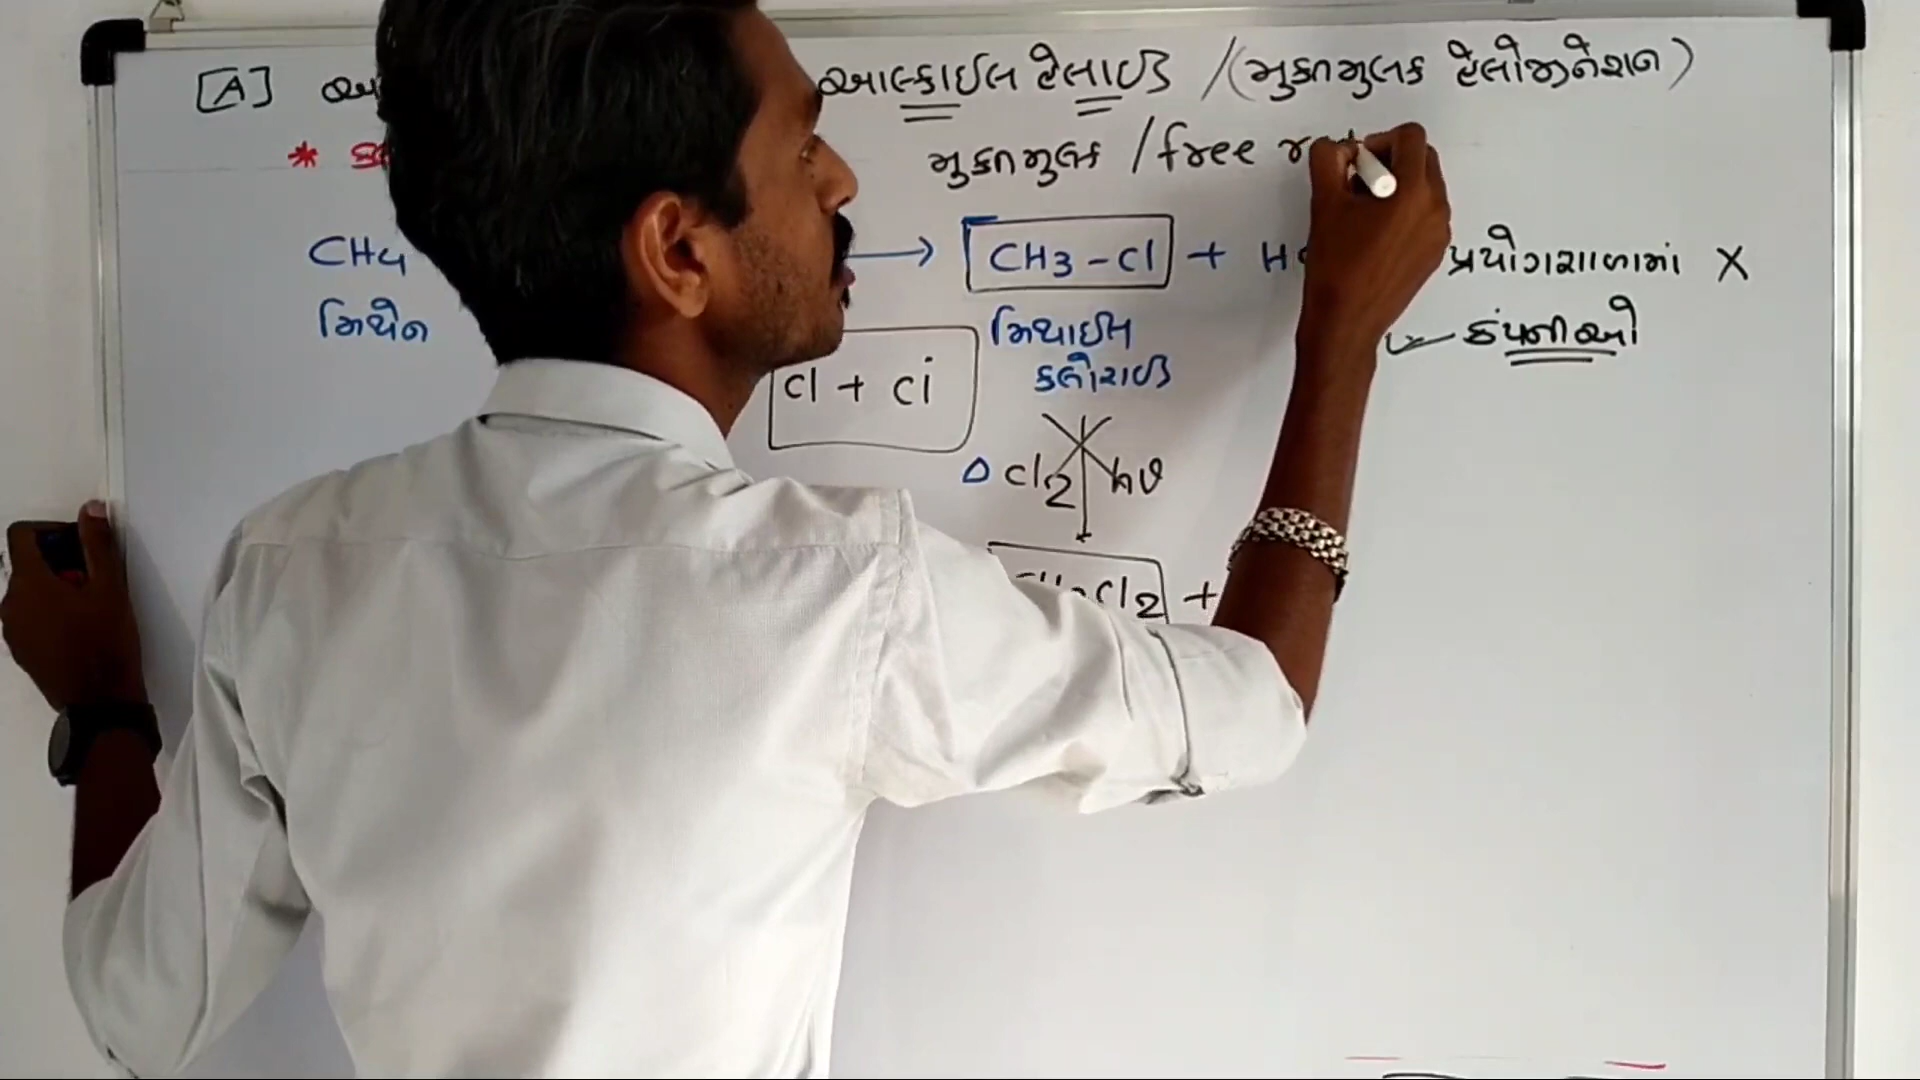 [A] આલ્કાઈલ હેલાઈડ / (મુક્તમુલક હેલોજીનેશન)
* મુક્તમુલક / free
CH4 → CH3 - Cl + પ્રયોગશાળામાં X
મિથેન મિથાઈલ કંપનીઓ
Cl + Cl ક્લોરાઈડ
Δ Cl2 hν
Cl2 +